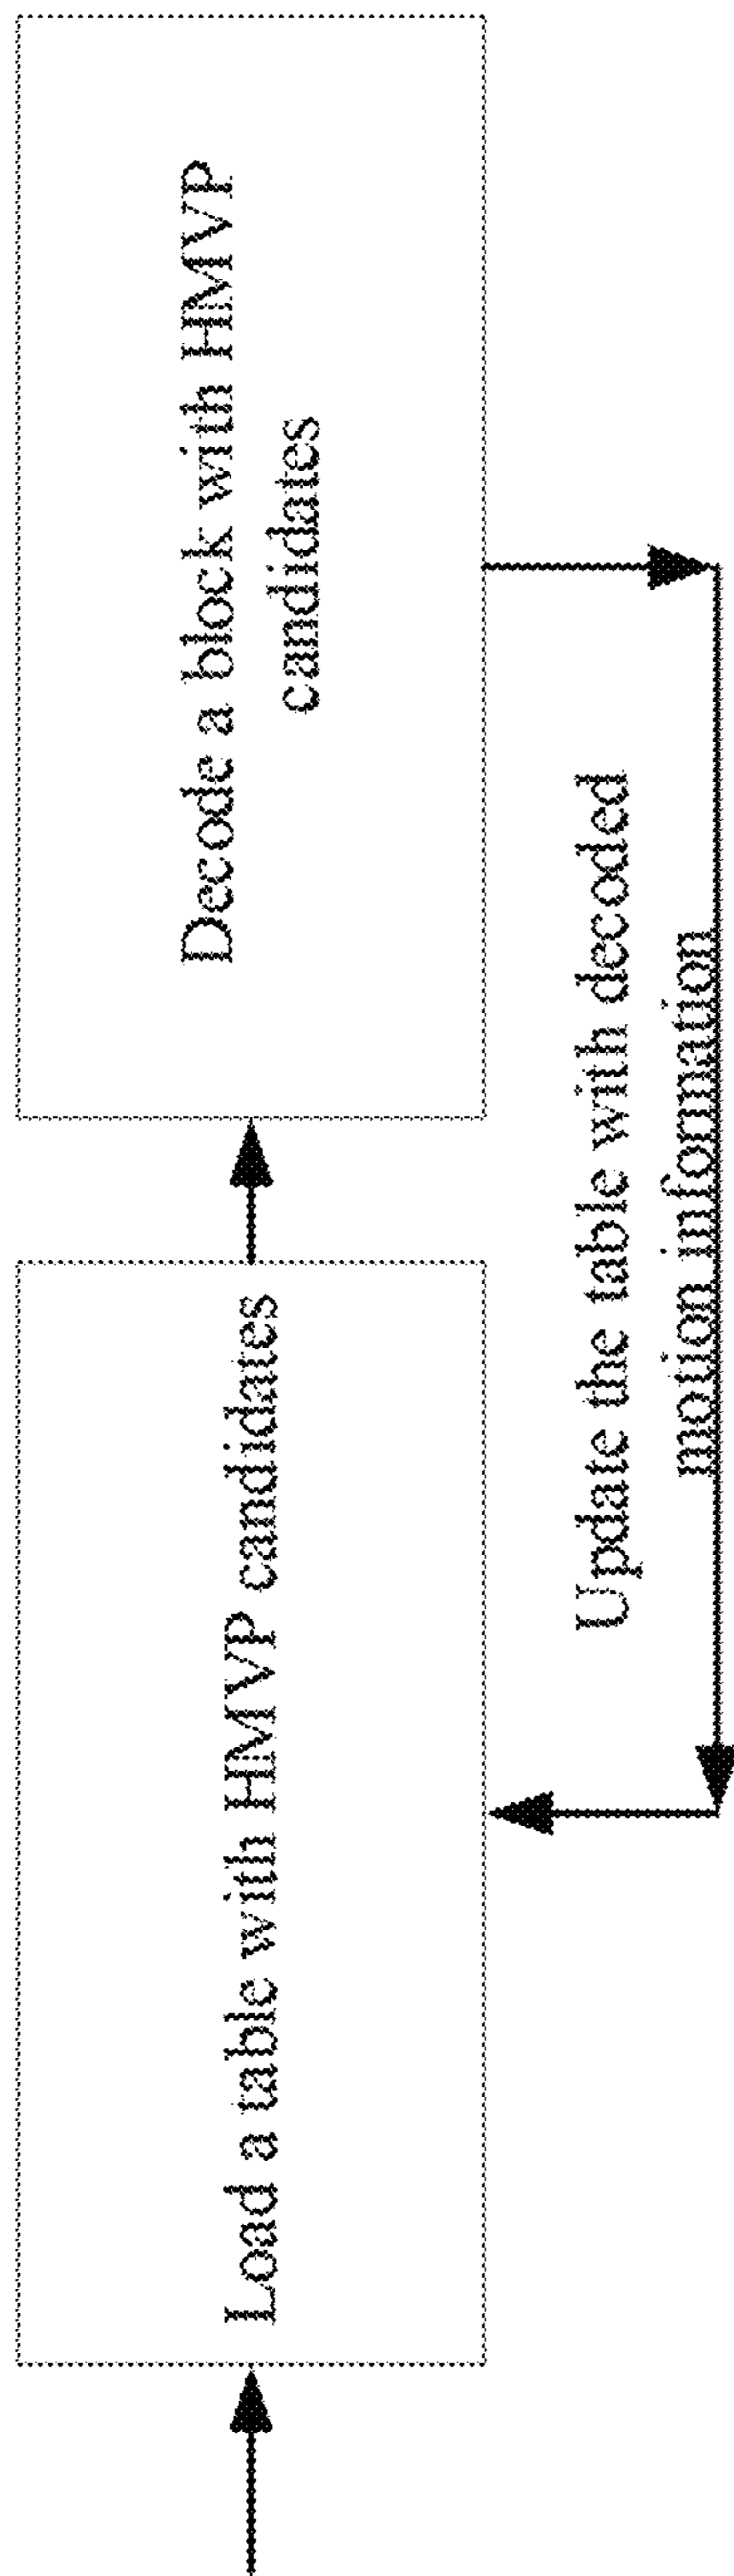 Load a table with HMVP candidates
Decode a block with HMVP
candidates
Update the table with decoded
motion information